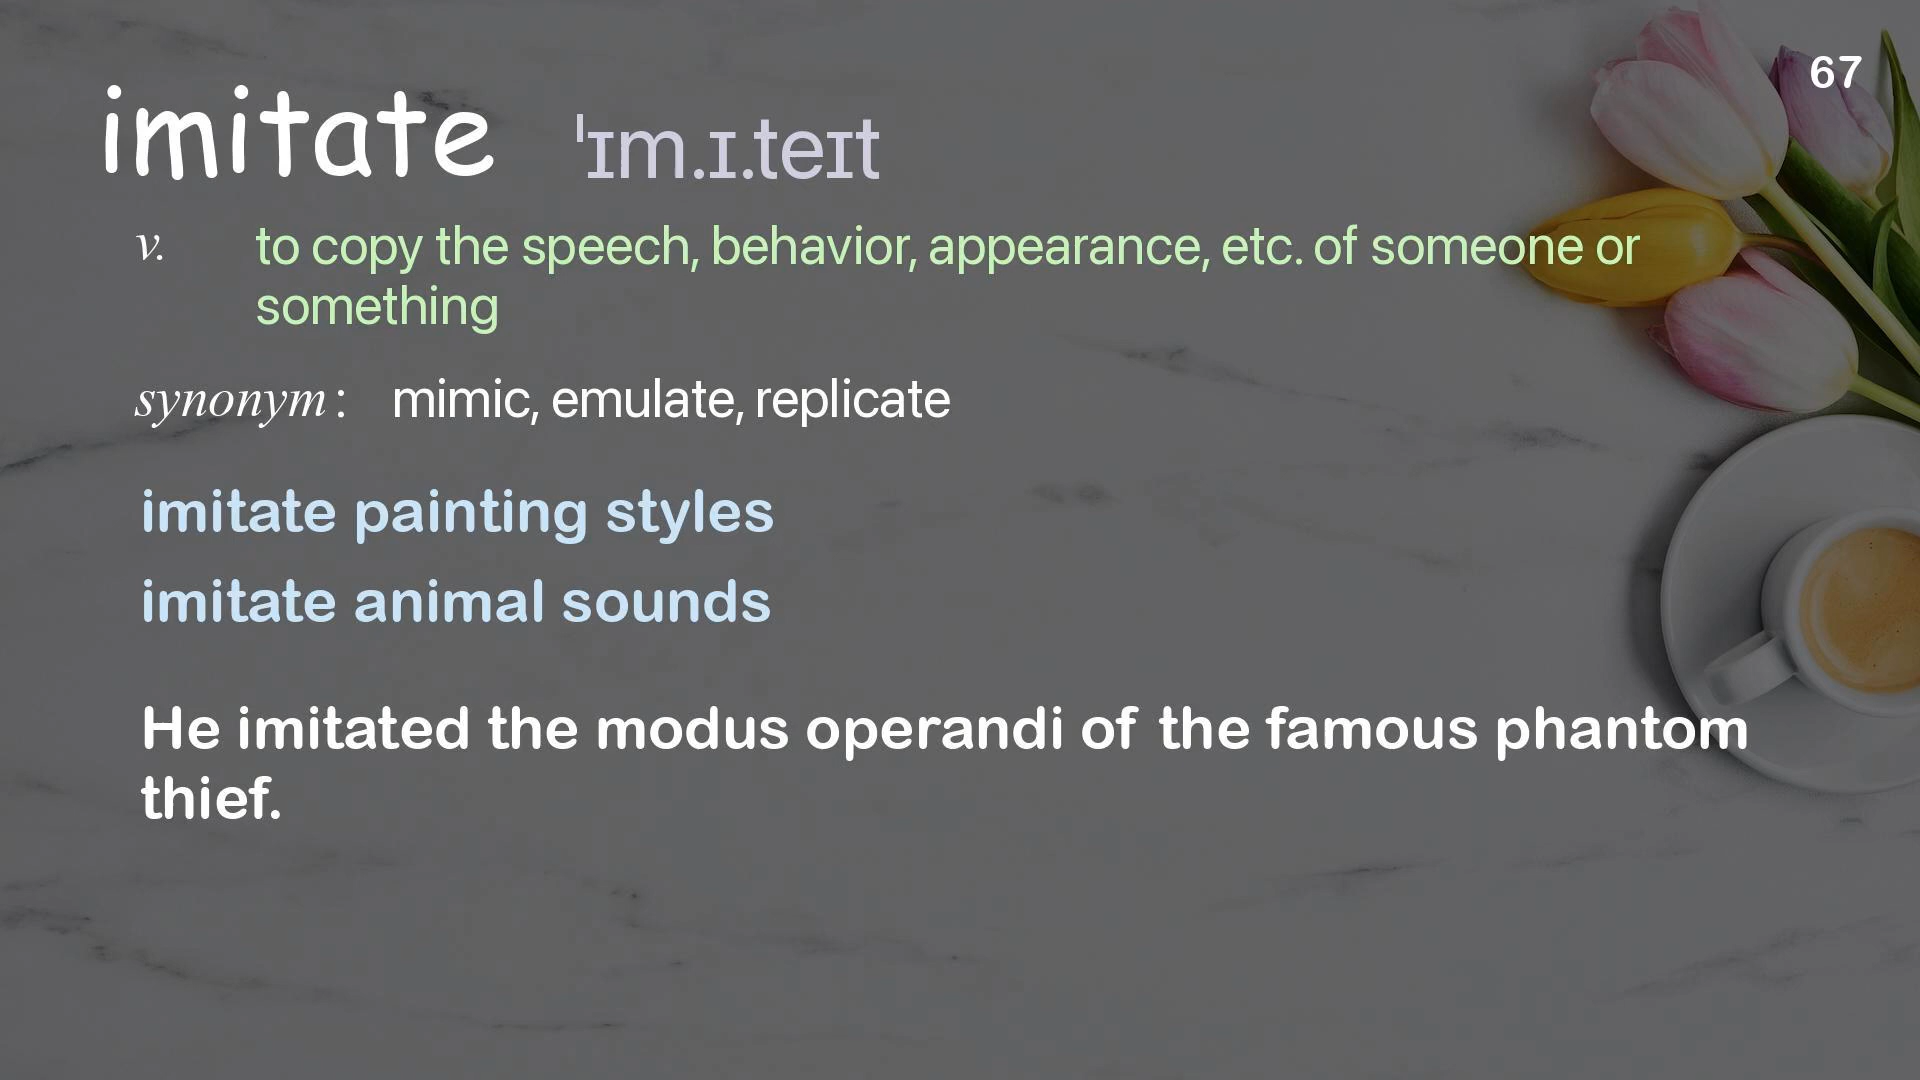 67
imitate ˈɪm.ɪ.teɪt
v. to copy the speech, behavior, appearance, etc. of someone or
something
synonym: mimic, emulate, replicate
imitate painting styles
imitate animal sounds
He imitated the modus operandi of the famous phantom
thief.